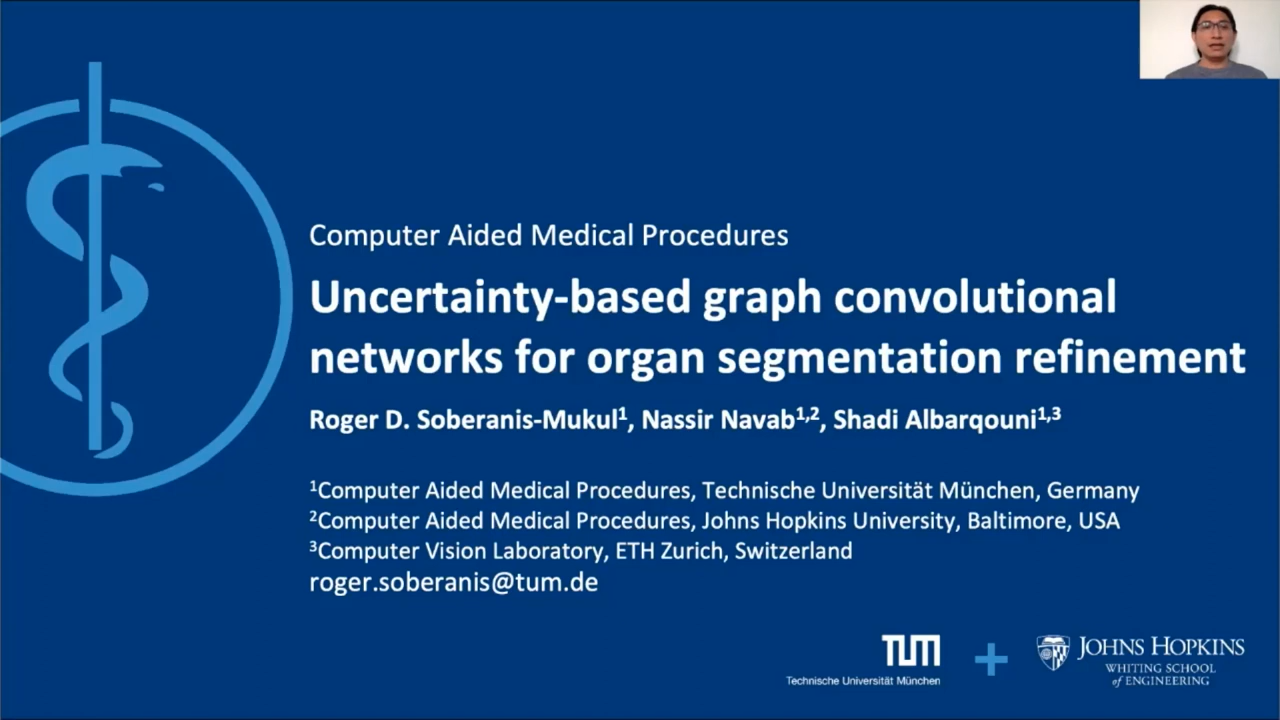 Computer Aided Medical Procedures
Uncertainty-based graph convolutional
networks for organ segmentation refinement
Roger D. Soberanis-Mukul¹, Nassir Navab¹,², Shadi Albarqouni¹,³
¹Computer Aided Medical Procedures, Technische Universität München, Germany
²Computer Aided Medical Procedures, Johns Hopkins University, Baltimore, USA
³Computer Vision Laboratory, ETH Zurich, Switzerland
roger.soberanis@tum.de
TUM
Technische Universität München
+
JOHNS HOPKINS
WHITING SCHOOL
of ENGINEERING